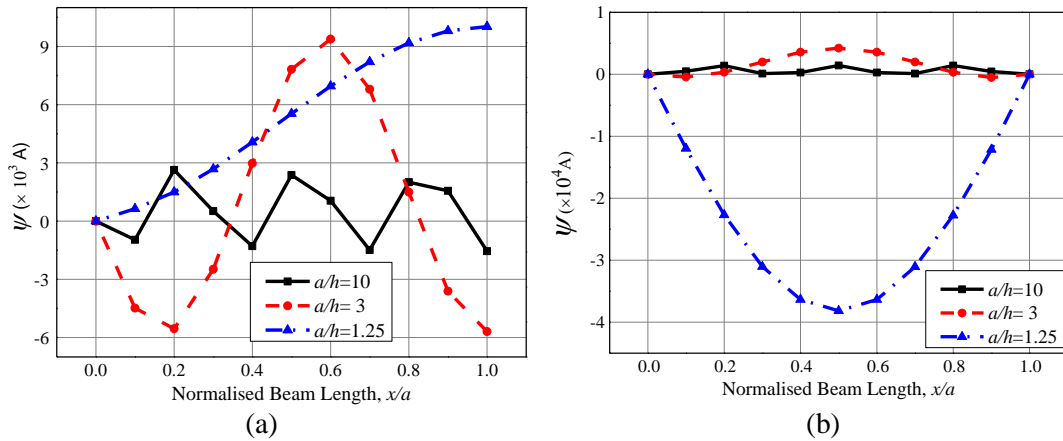 9
6
3
0
-3
-6
ψ (× 10³ A)
a/h=10
a/h= 3
a/h=1.25
0.0 0.2 0.4 0.6 0.8 1.0
Normalised Beam Length, x/a
(a)
1
0
-1
-2
-3
-4
ψ (×10⁴A)
a/h=10
a/h= 3
a/h=1.25
0.0 0.2 0.4 0.6 0.8 1.0
Normalised Beam Length, x/a
(b)